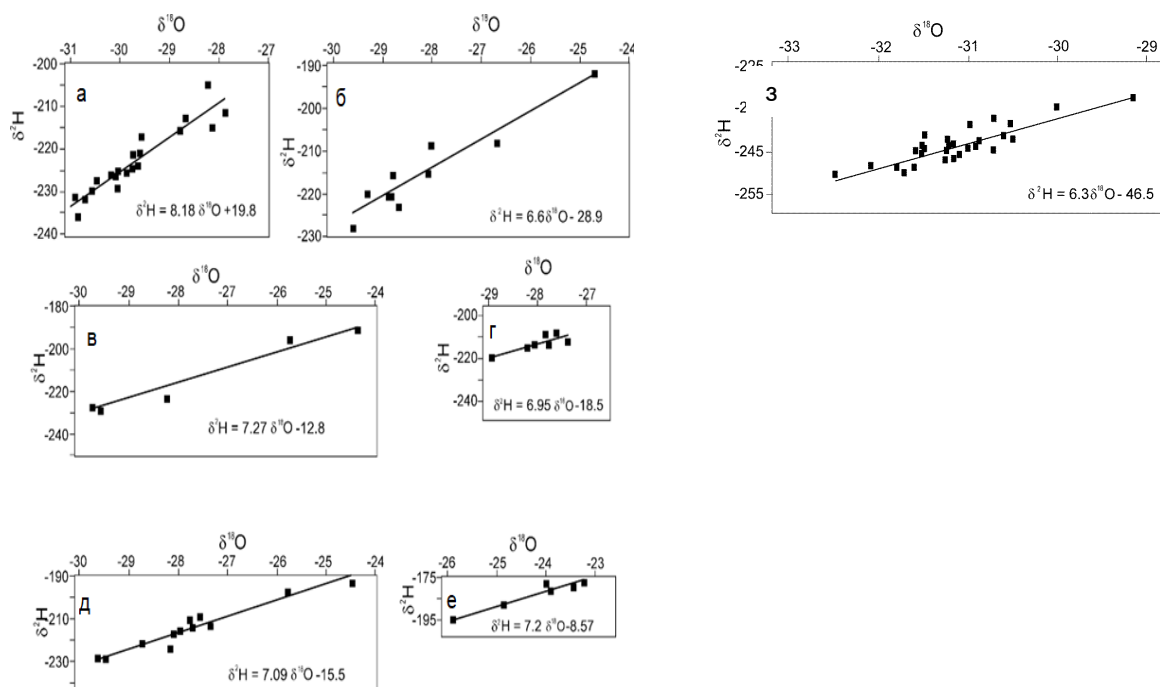 δ¹⁸O
-31 -30 -29 -28 -27
-200
-210
-220
-230
-240
δ²H
а
δ²H = 8.18 δ¹⁸O +19.8
δ¹⁸O
-30 -29 -28 -27 -26 -25 -24
-190
-200
-210
-220
-230
δ²H
б
δ²H = 6.6δ¹⁸O - 28.9
δ¹⁸O
-33 -32 -31 -30 -29
-225
-2
-245
-255
δ²H
З
δ²H = 6.3δ¹⁸O - 46.5
δ¹⁸O
-30 -29 -28 -27 -26 -25 -24
-180
-200
-220
-240
δ²H
в
δ²H = 7.27 δ¹⁸O -12.8
δ¹⁸O
-29 -28 -27
-200
-220
-240
δ²H
г
δ²H = 6.95 δ¹⁸O-18.5
δ¹⁸O
-30 -29 -28 -27 -26 -25 -24
-190
-210
-230
δ²H
д
δ²H = 7.09 δ¹⁸O -15.5
δ¹⁸O
-26 -25 -24 -23
-175
-195
δ²H
е
δ²H = 7.2 δ¹⁸O-8.57